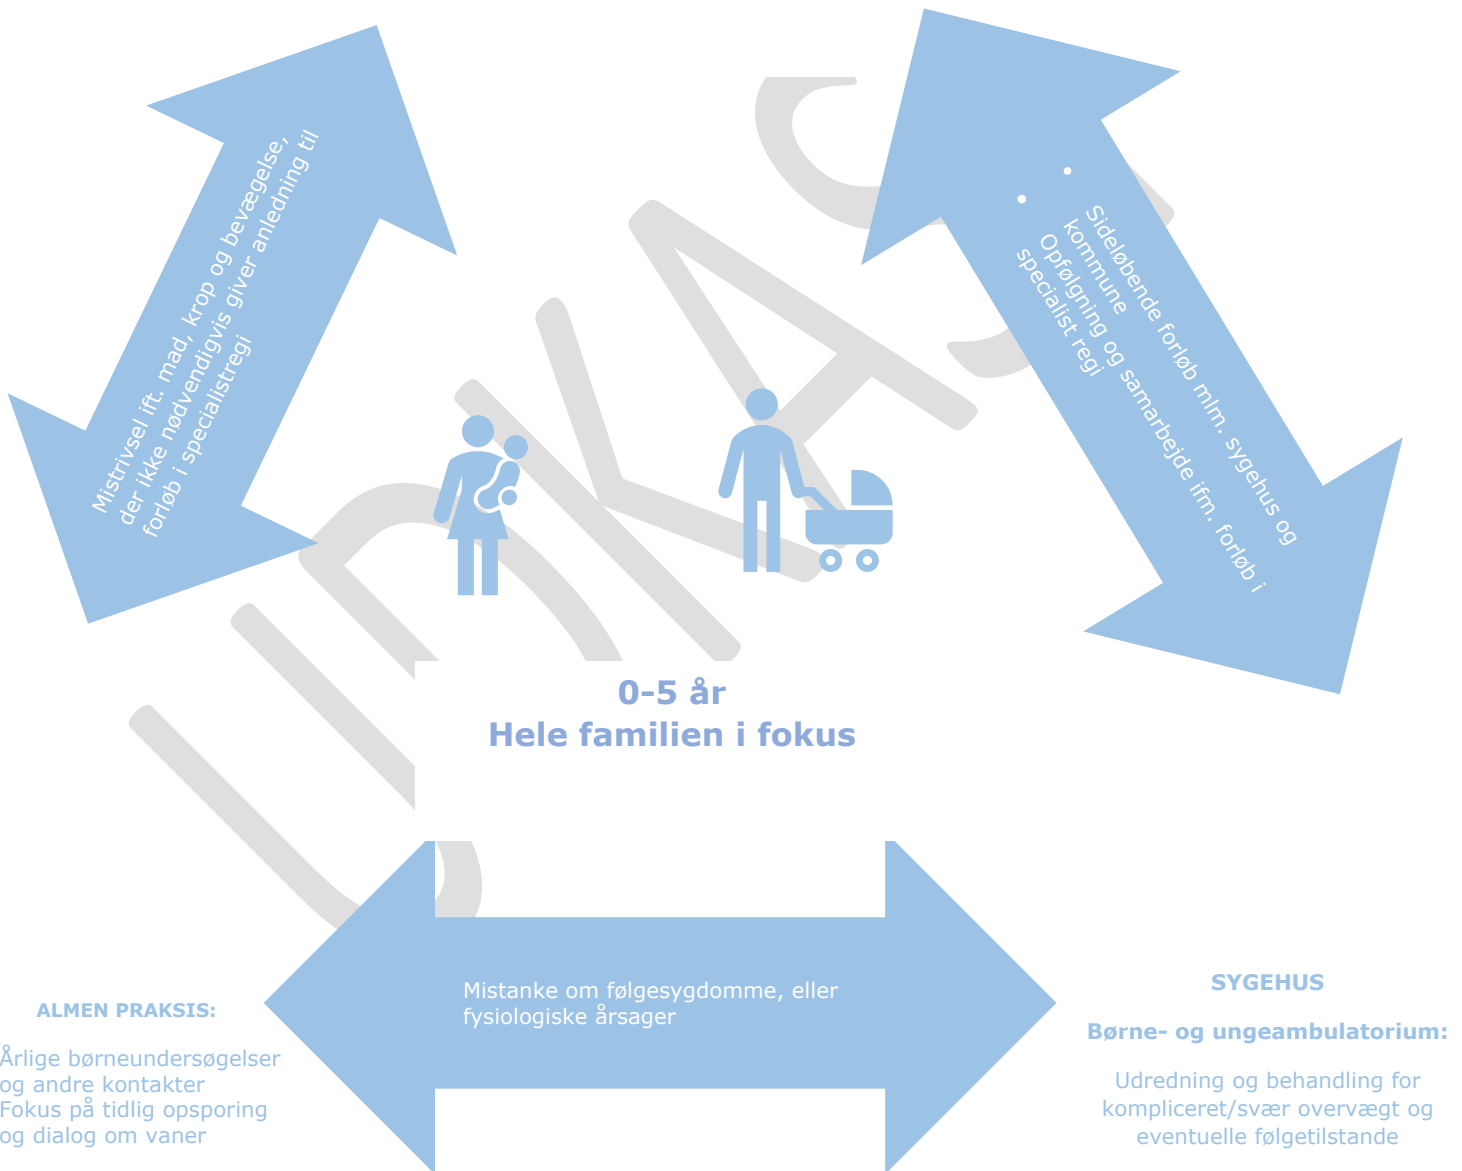 Mistrivsel ift. mad, krop og bevægelse,
der ikke nødvendigvis giver anledning til
forløb i specialistregi
• Sideløbende forløb mlm. sygehus og
kommune
• Opfølgning og samarbejde ifm. forløb i
specialist regi
UDKAST
0-5 år
Hele familien i fokus
Mistanke om følgesygdomme, eller
fysiologiske årsager
ALMEN PRAKSIS:
Årlige børneundersøgelser
og andre kontakter
Fokus på tidlig opsporing
og dialog om vaner
SYGEHUS
Børne- og ungeambulatorium:
Udredning og behandling for
kompliceret/svær overvægt og
eventuelle følgetilstande